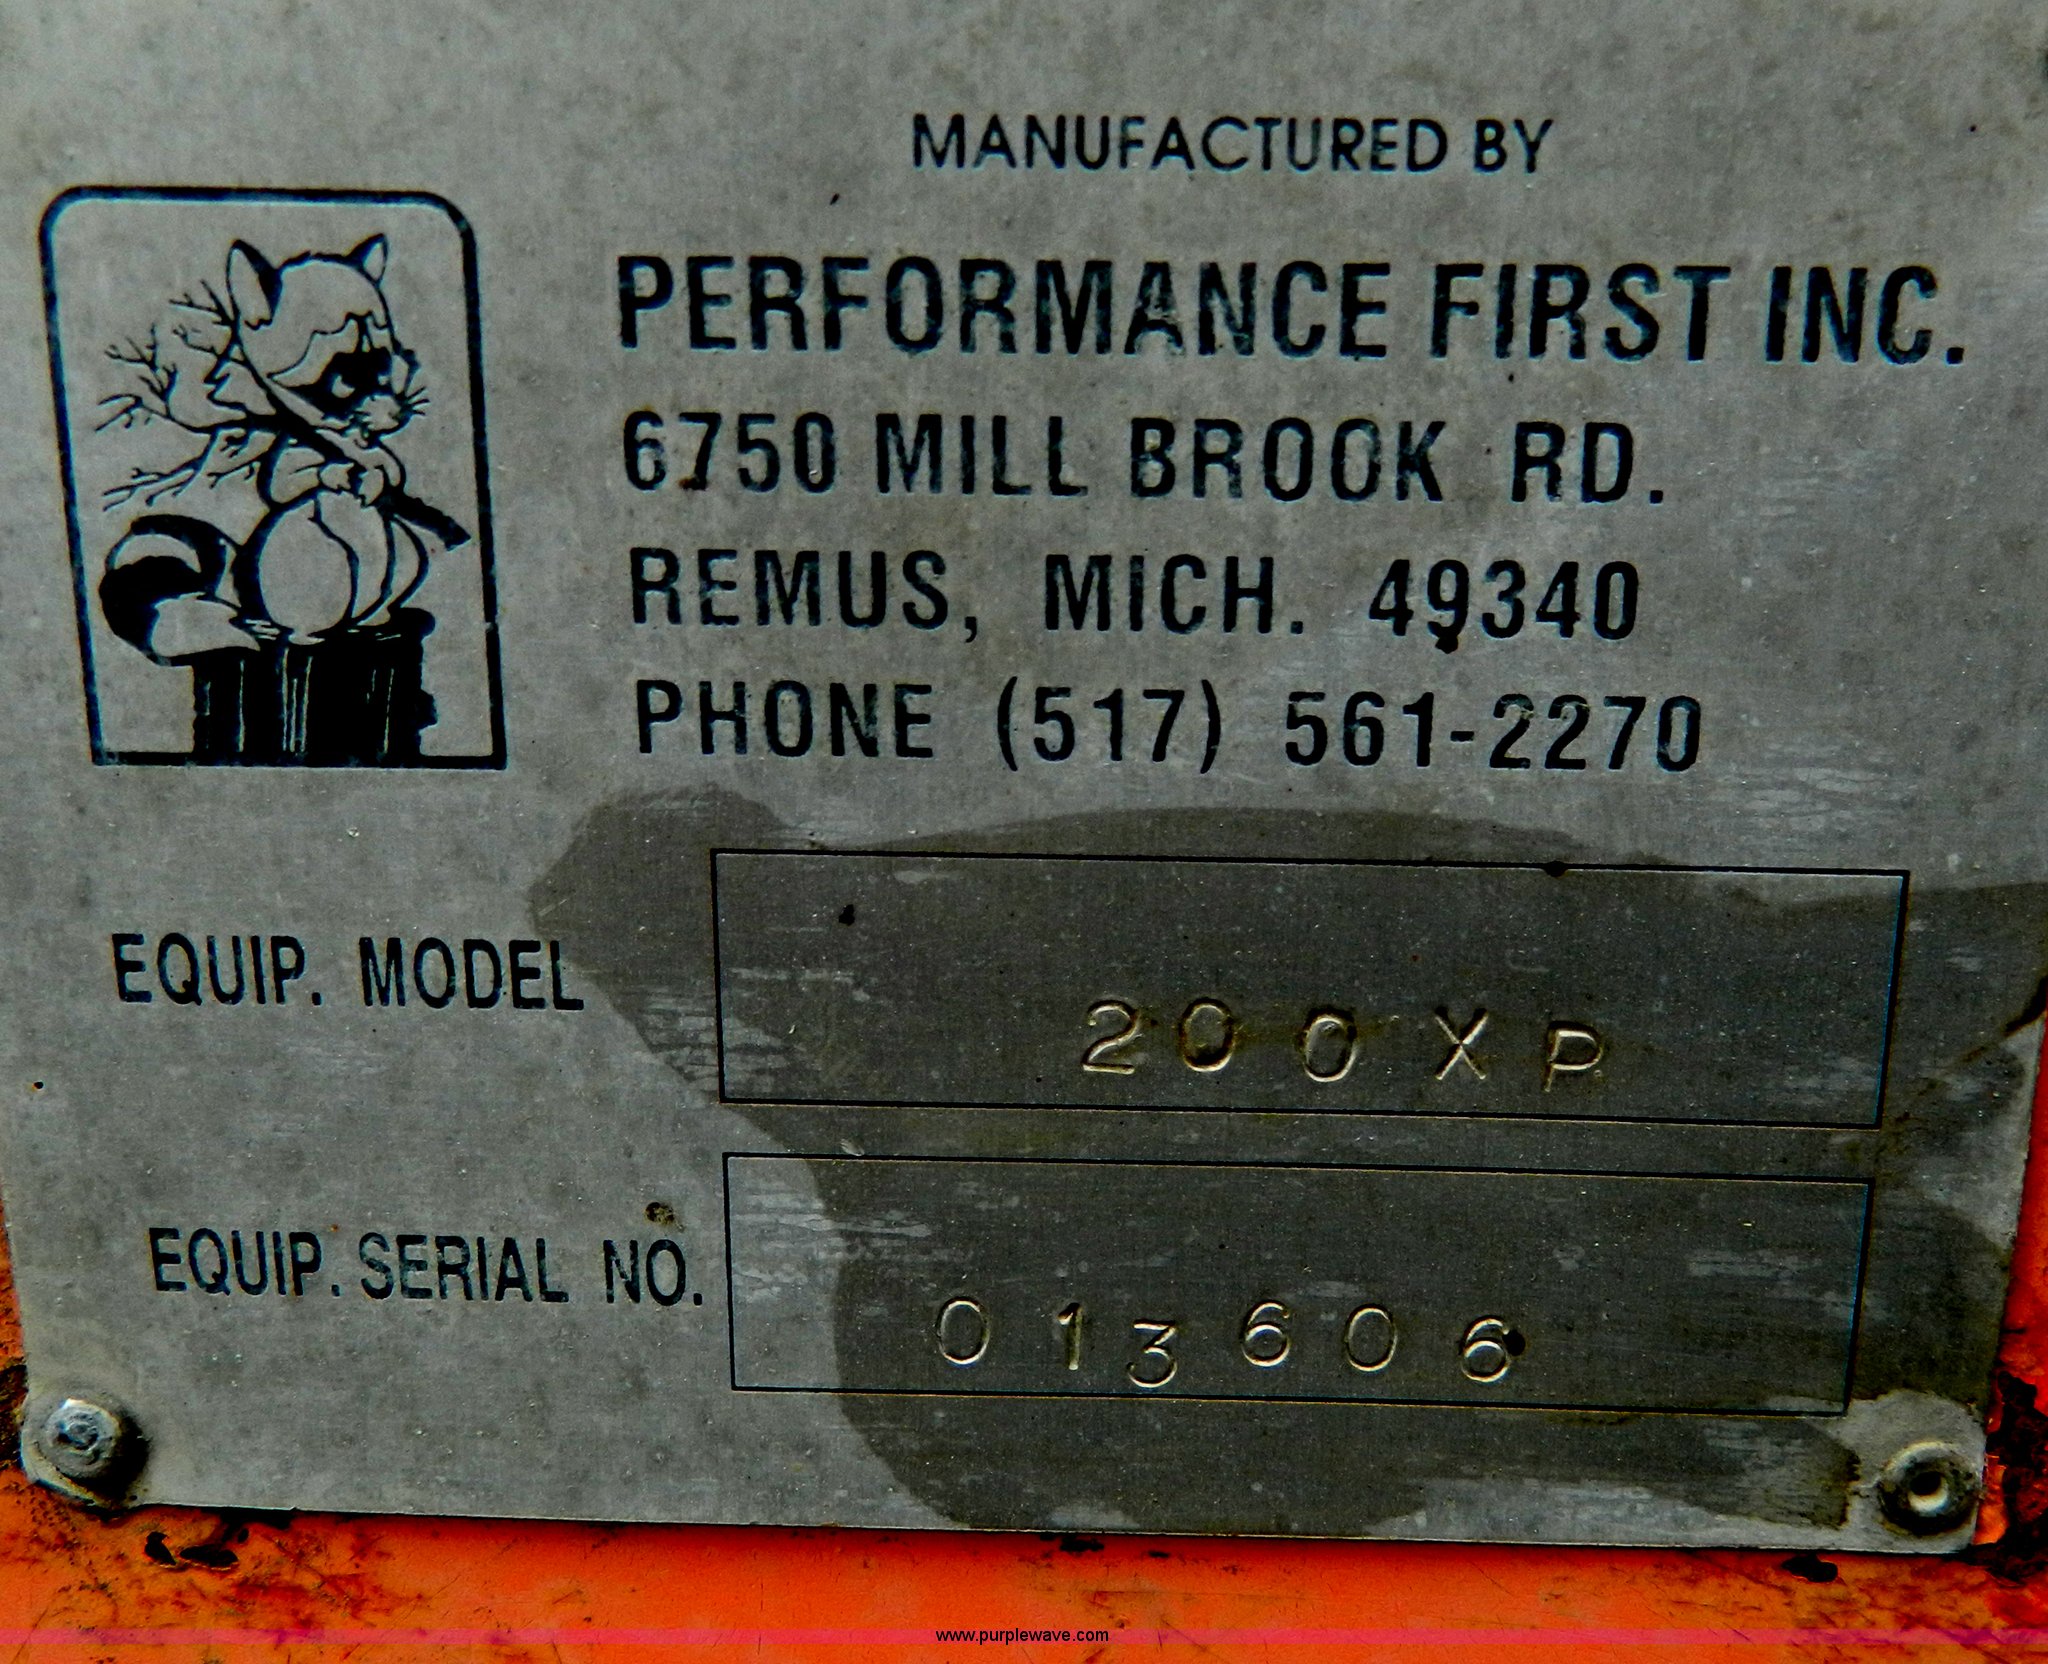 MANUFACTURED BY
PERFORMANCE FIRST INC.
6750 MILL BROOK RD.
REMUS, MICH. 49340
PHONE (517) 561-2270
EQUIP. MODEL 200XP
EQUIP. SERIAL NO. 013606
www.purplewave.com